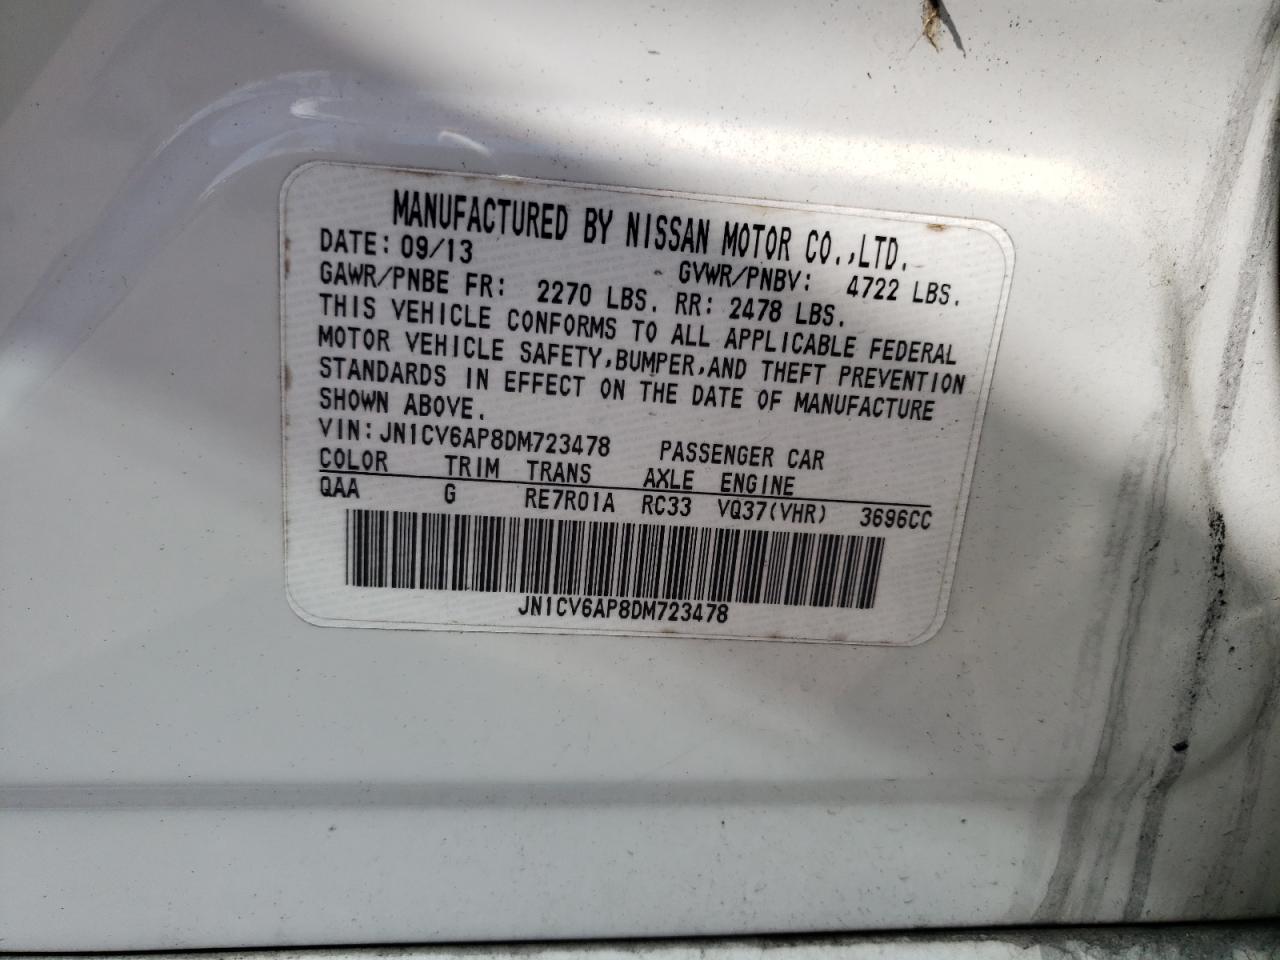 MANUFACTURED BY NISSAN MOTOR CO.,LTD.
DATE: 09/13 GVWR/PNBV: 4722 LBS.
GAWR/PNBE FR: 2270 LBS. RR: 2478 LBS.
THIS VEHICLE CONFORMS TO ALL APPLICABLE FEDERAL
MOTOR VEHICLE SAFETY,BUMPER,AND THEFT PREVENTION
STANDARDS IN EFFECT ON THE DATE OF MANUFACTURE
SHOWN ABOVE.
VIN: JN1CV6AP8DM723478 PASSENGER CAR
COLOR TRIM TRANS AXLE ENGINE
QAA G RE7R01A RC33 VQ37(VHR) 3696CC
JN1CV6AP8DM723478